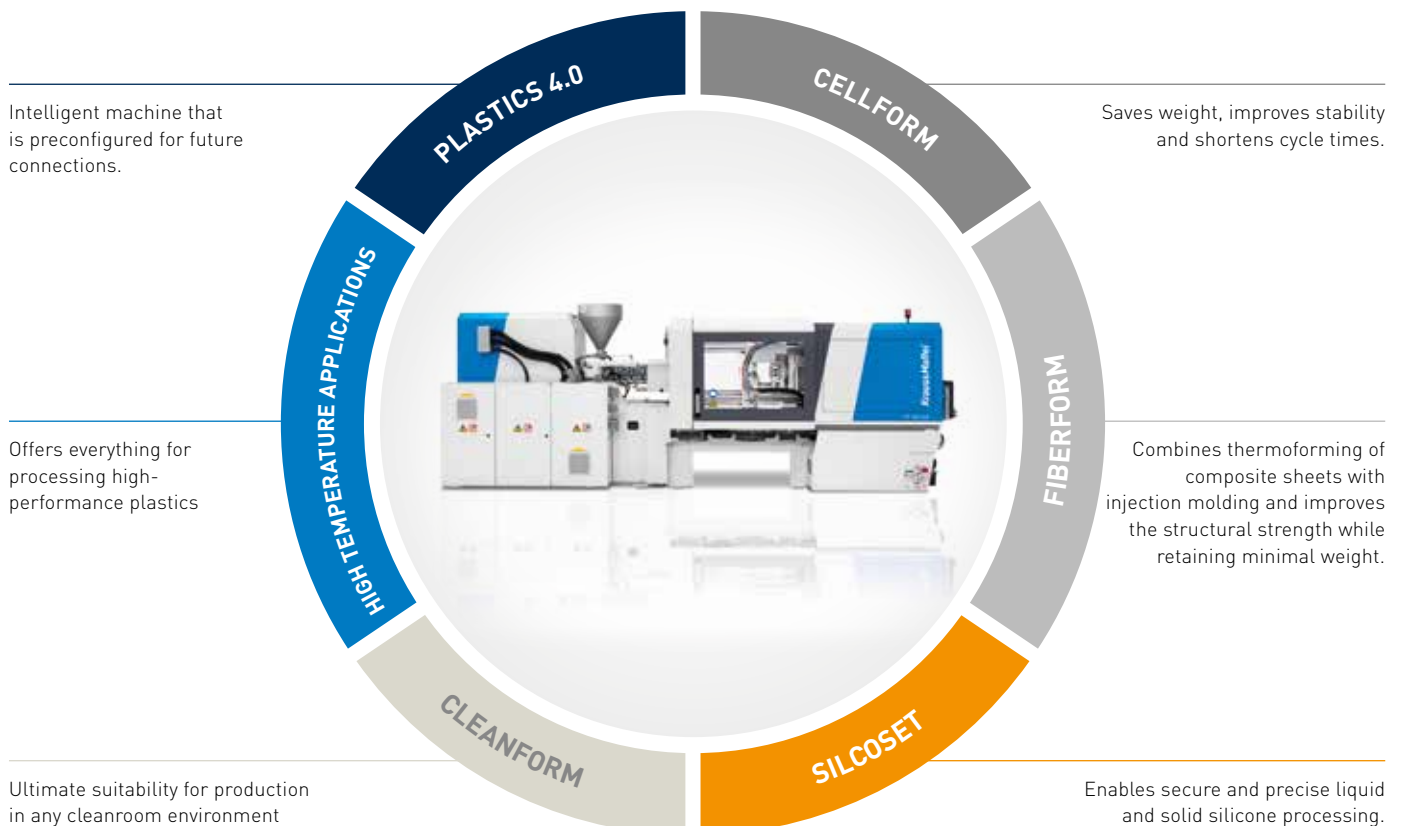 PLASTICS 4.0
Intelligent machine that
is preconfigured for future
connections.
CELLFORM
Saves weight, improves stability
and shortens cycle times.
HIGH TEMPERATURE APPLICATIONS
Offers everything for
processing high-
performance plastics
KraussMaffei
FIBERFORM
Combines thermoforming of
composite sheets with
injection molding and improves
the structural strength while
retaining minimal weight.
CLEANFORM
Ultimate suitability for production
in any cleanroom environment
SILCOSET
Enables secure and precise liquid
and solid silicone processing.